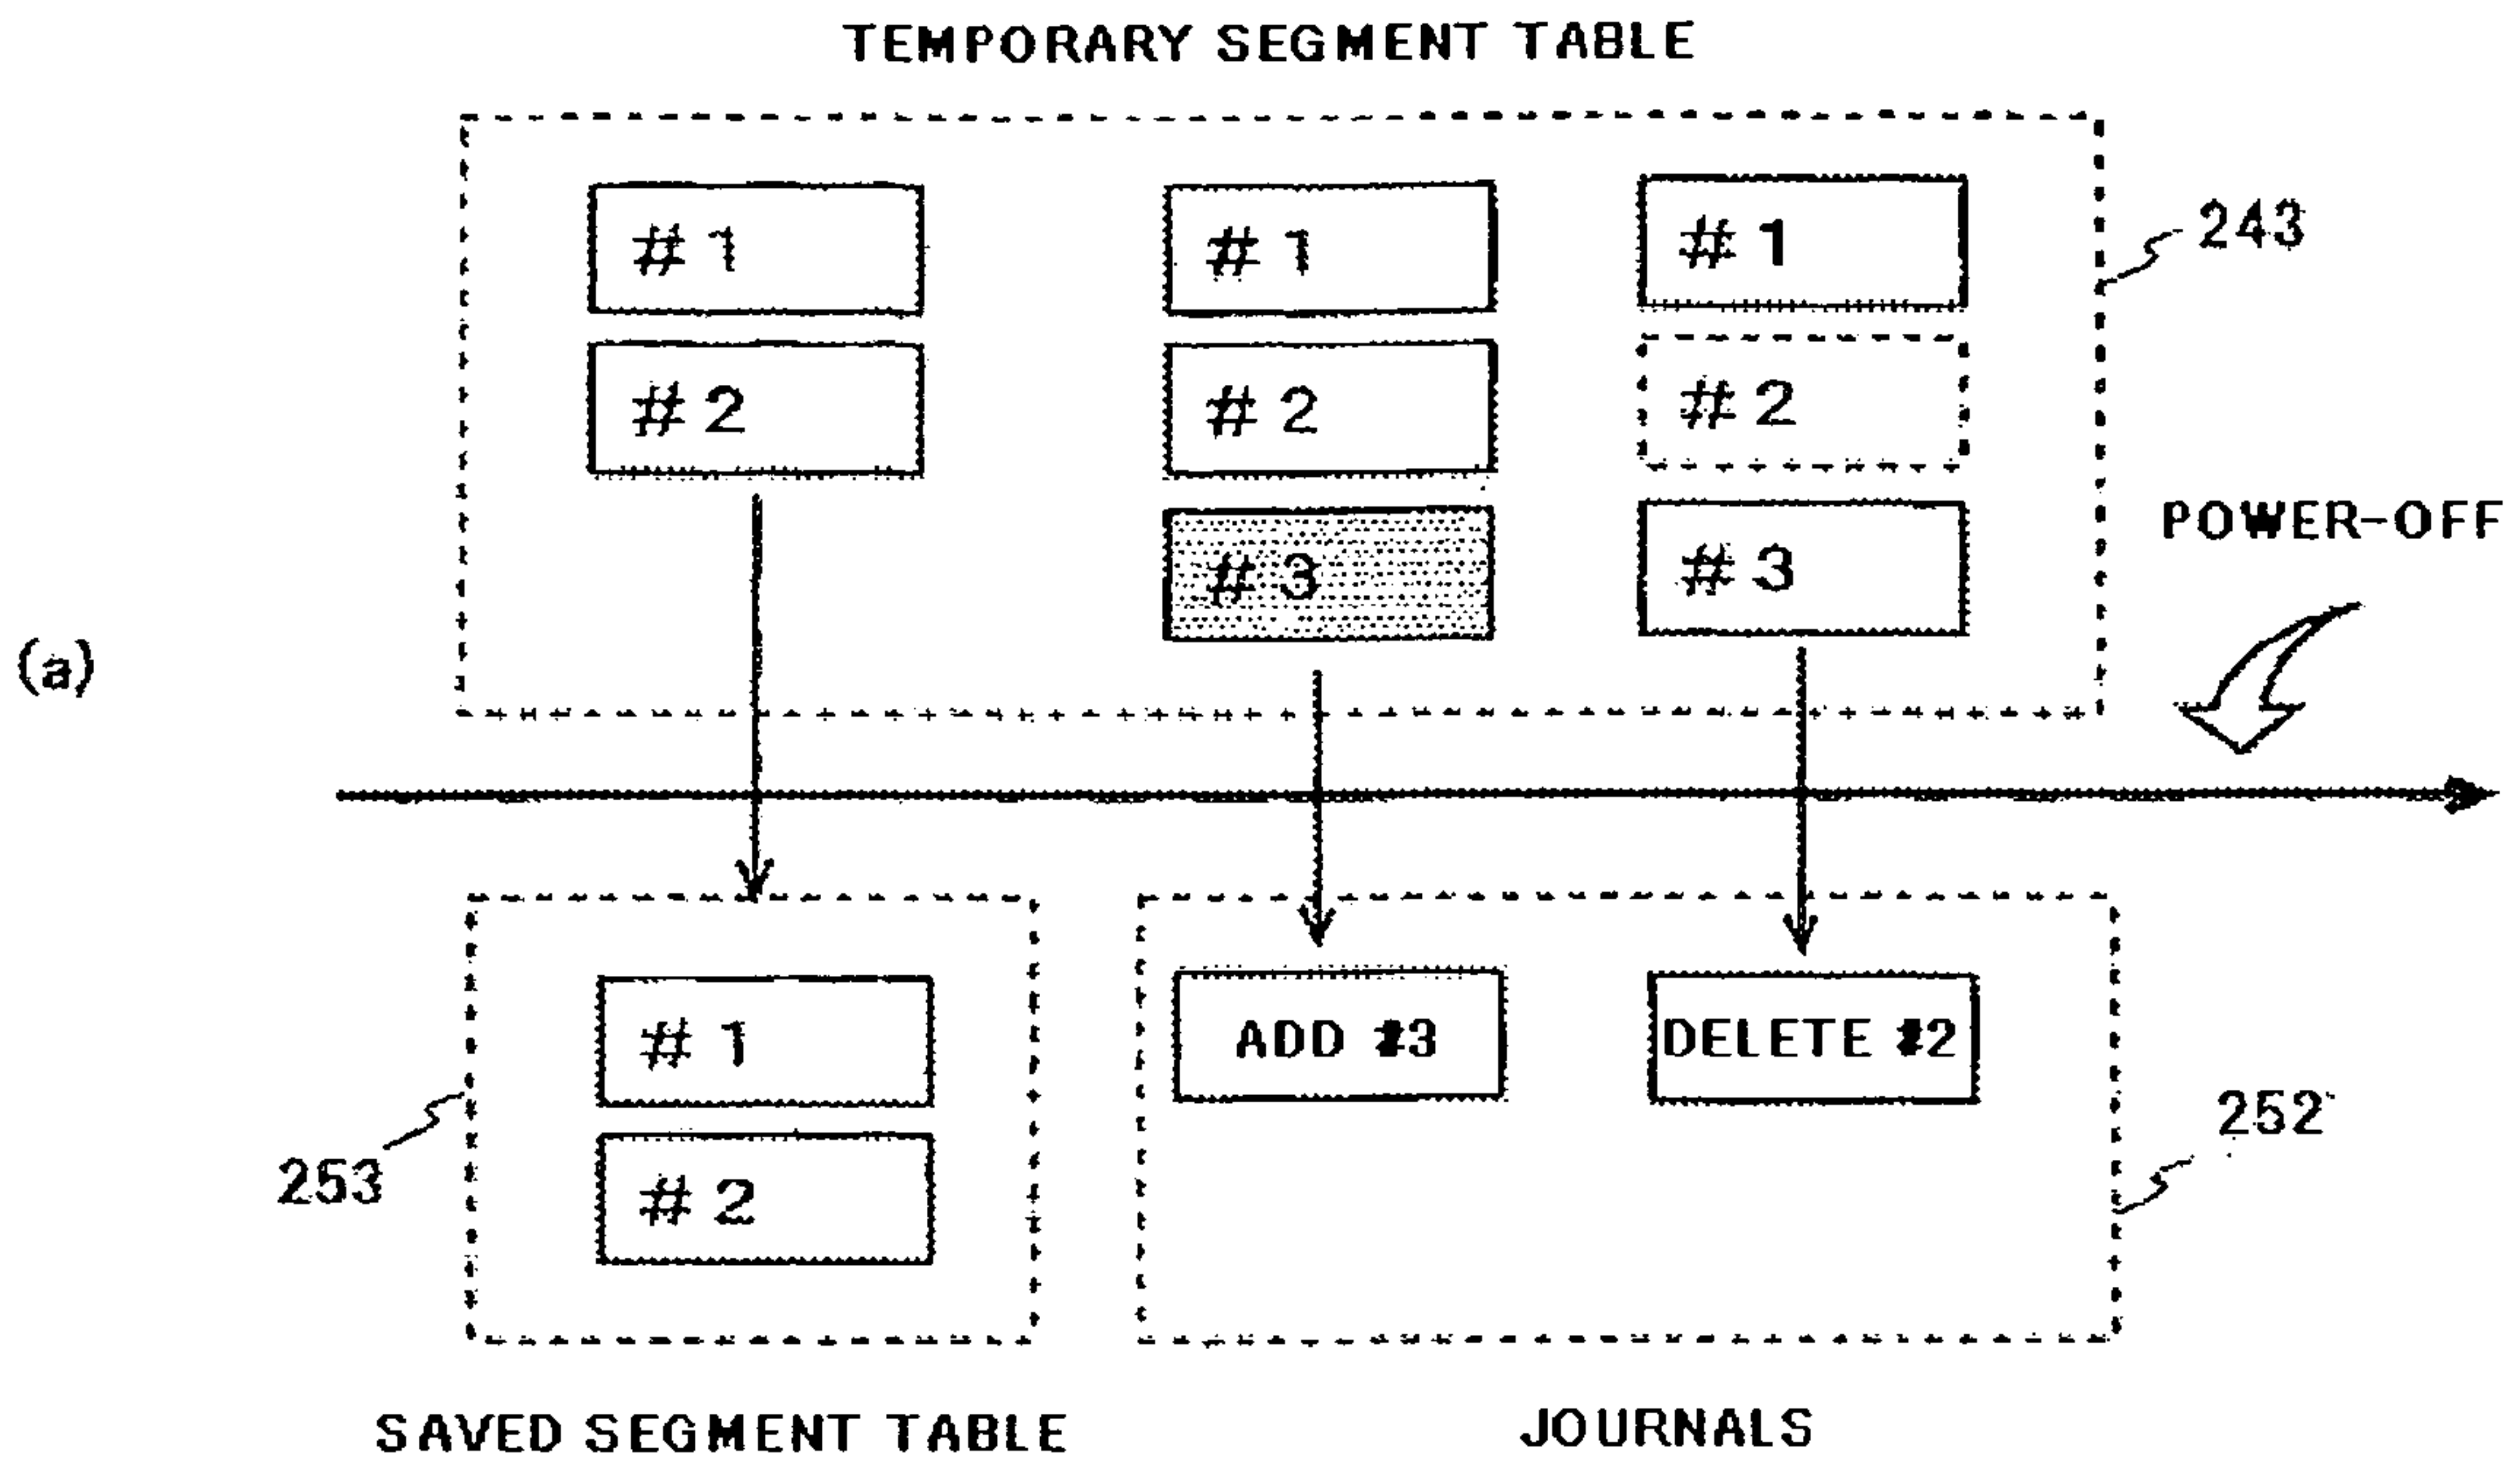 TEMPORARY SEGMENT TABLE
#1 #1 #1
243
#2 #2 #2
POWER-OFF
#3 #3
(a)
#1
ADD #3
DELETE #2
252
253
#2
SAVED SEGMENT TABLE
JOURNALS